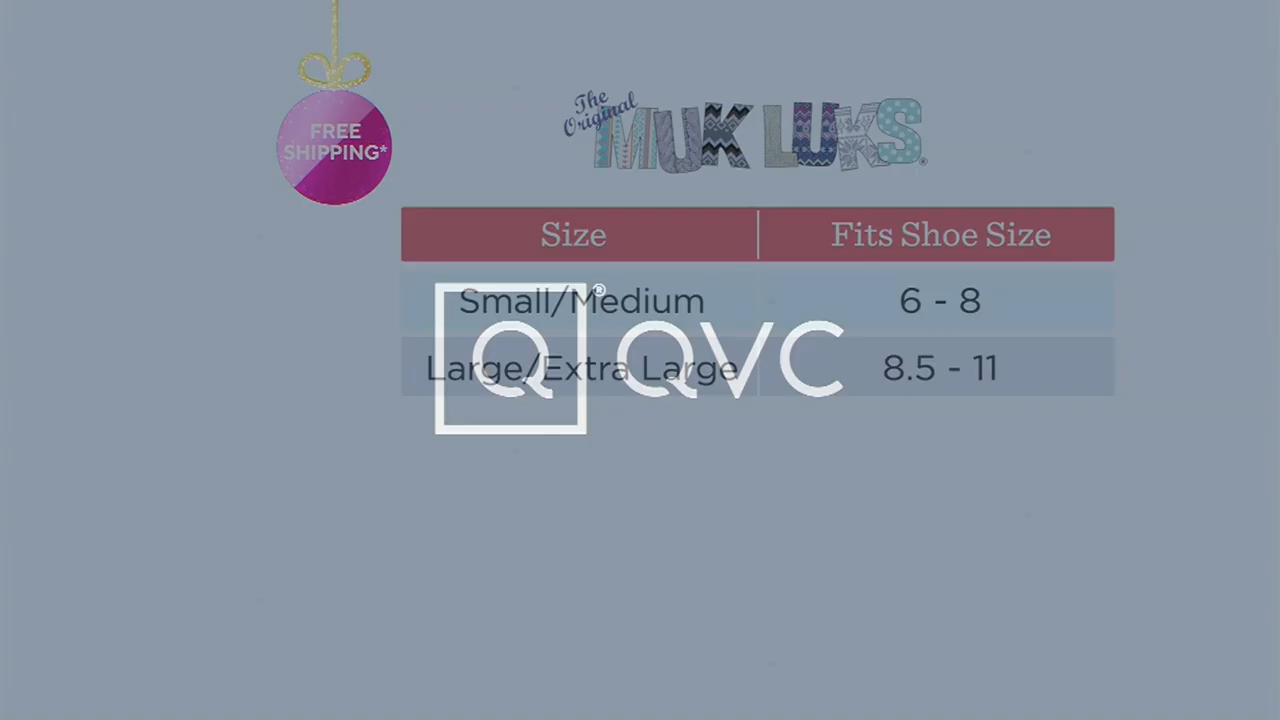 FREE
SHIPPING*
The
Original
MUK LUKS®
Size Fits Shoe Size
Small/Medium 6 - 8
Large/Extra Large 8.5 - 11
Q® QVC